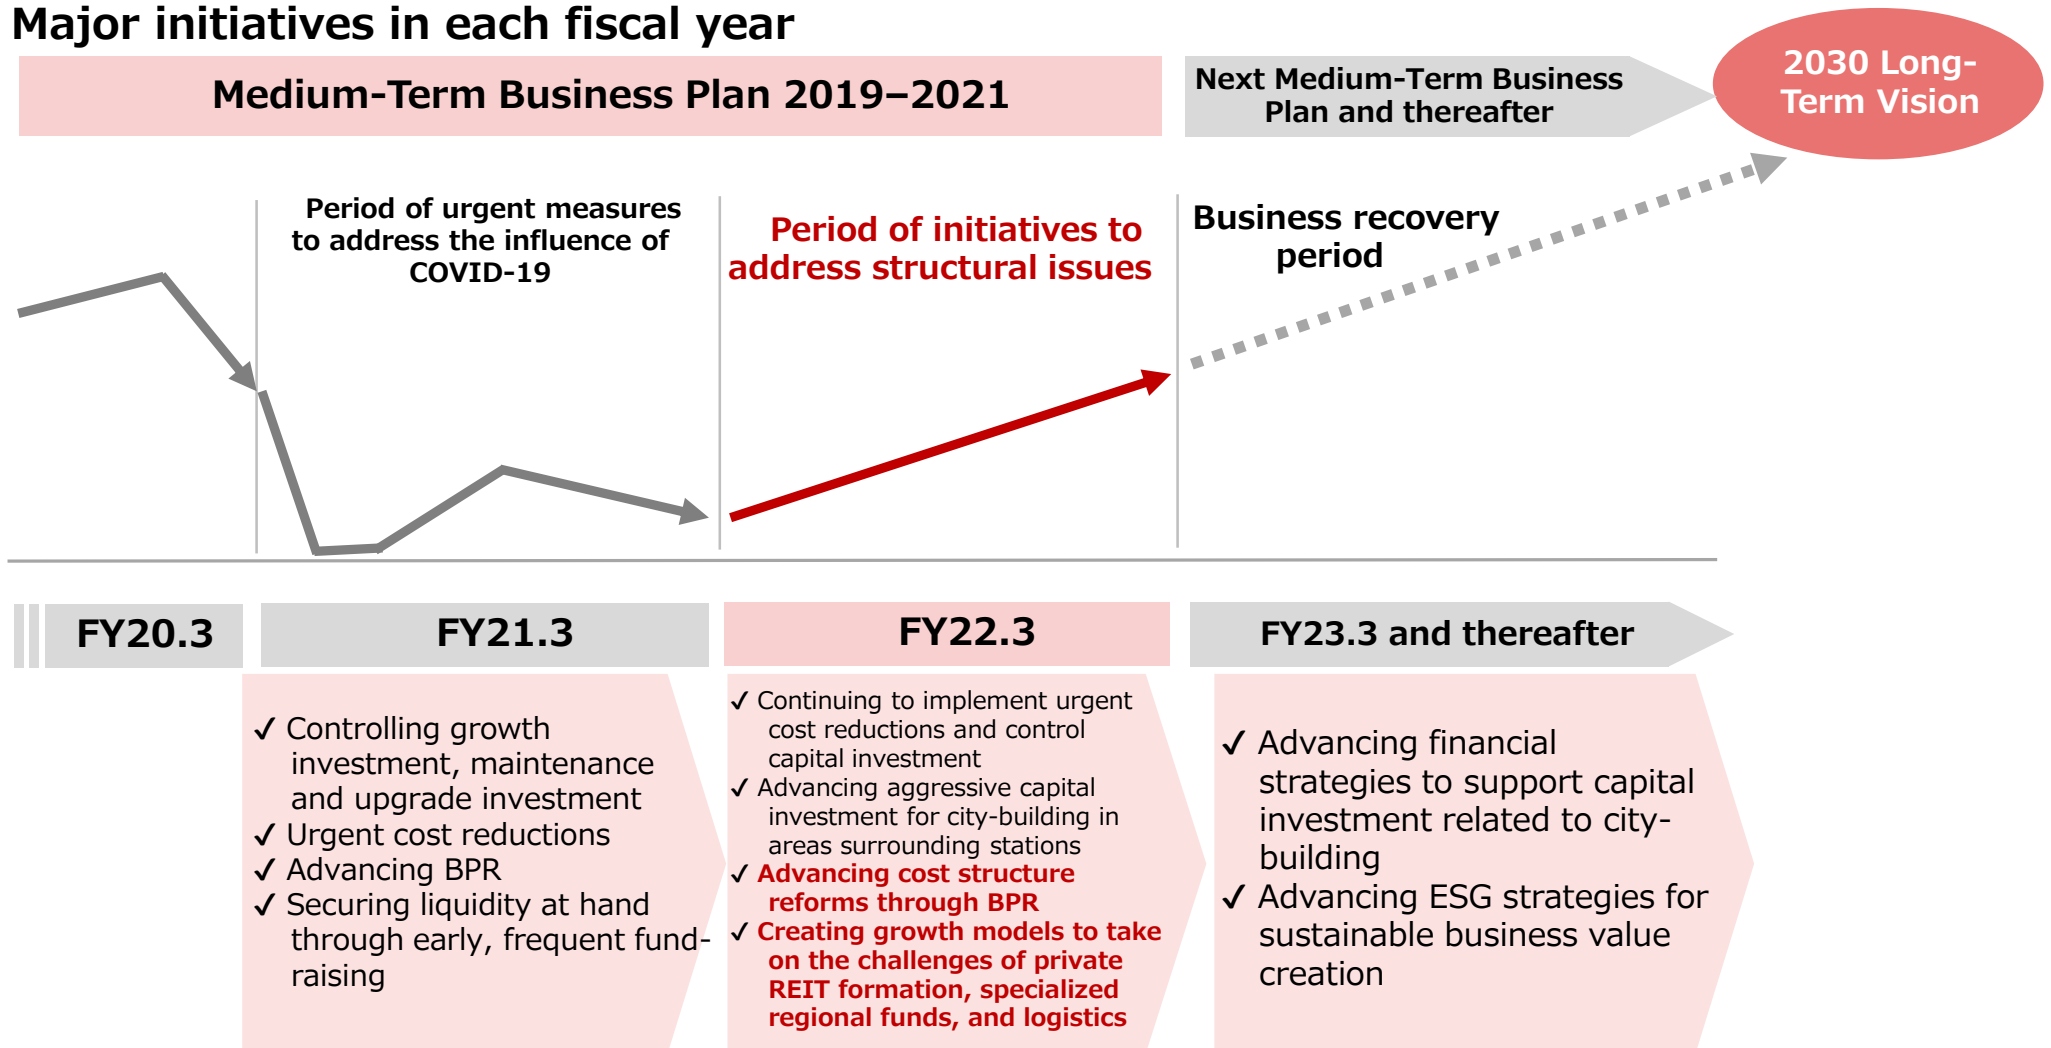 Major initiatives in each fiscal year
Medium-Term Business Plan 2019–2021
Next Medium-Term Business
Plan and thereafter
2030 Long-
Term Vision
Period of urgent measures
to address the influence of
COVID-19
Period of initiatives to
address structural issues
Business recovery
period
FY20.3
FY21.3
FY22.3
FY23.3 and thereafter
✓ Controlling growth
investment, maintenance
and upgrade investment
✓ Urgent cost reductions
✓ Advancing BPR
✓ Securing liquidity at hand
through early, frequent fund-
raising
✓ Continuing to implement urgent
cost reductions and control
capital investment
✓ Advancing aggressive capital
investment for city-building in
areas surrounding stations
✓ Advancing cost structure
reforms through BPR
✓ Creating growth models to take
on the challenges of private
REIT formation, specialized
regional funds, and logistics
✓ Advancing financial
strategies to support capital
investment related to city-
building
✓ Advancing ESG strategies for
sustainable business value
creation